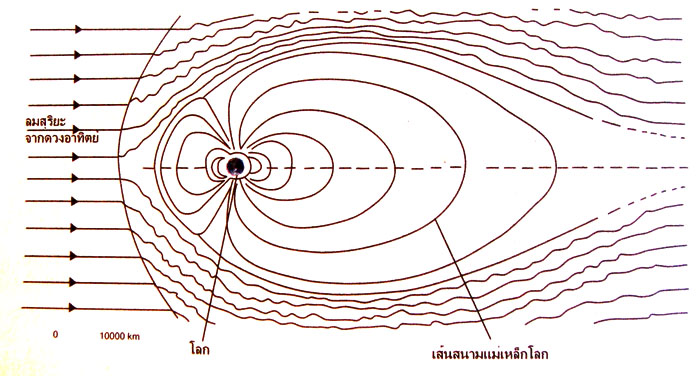 ลมสุริยะ
จากดวงอาทิตย์
0 10000 km
โลก
เส้นสนามแม่เหล็กโลก